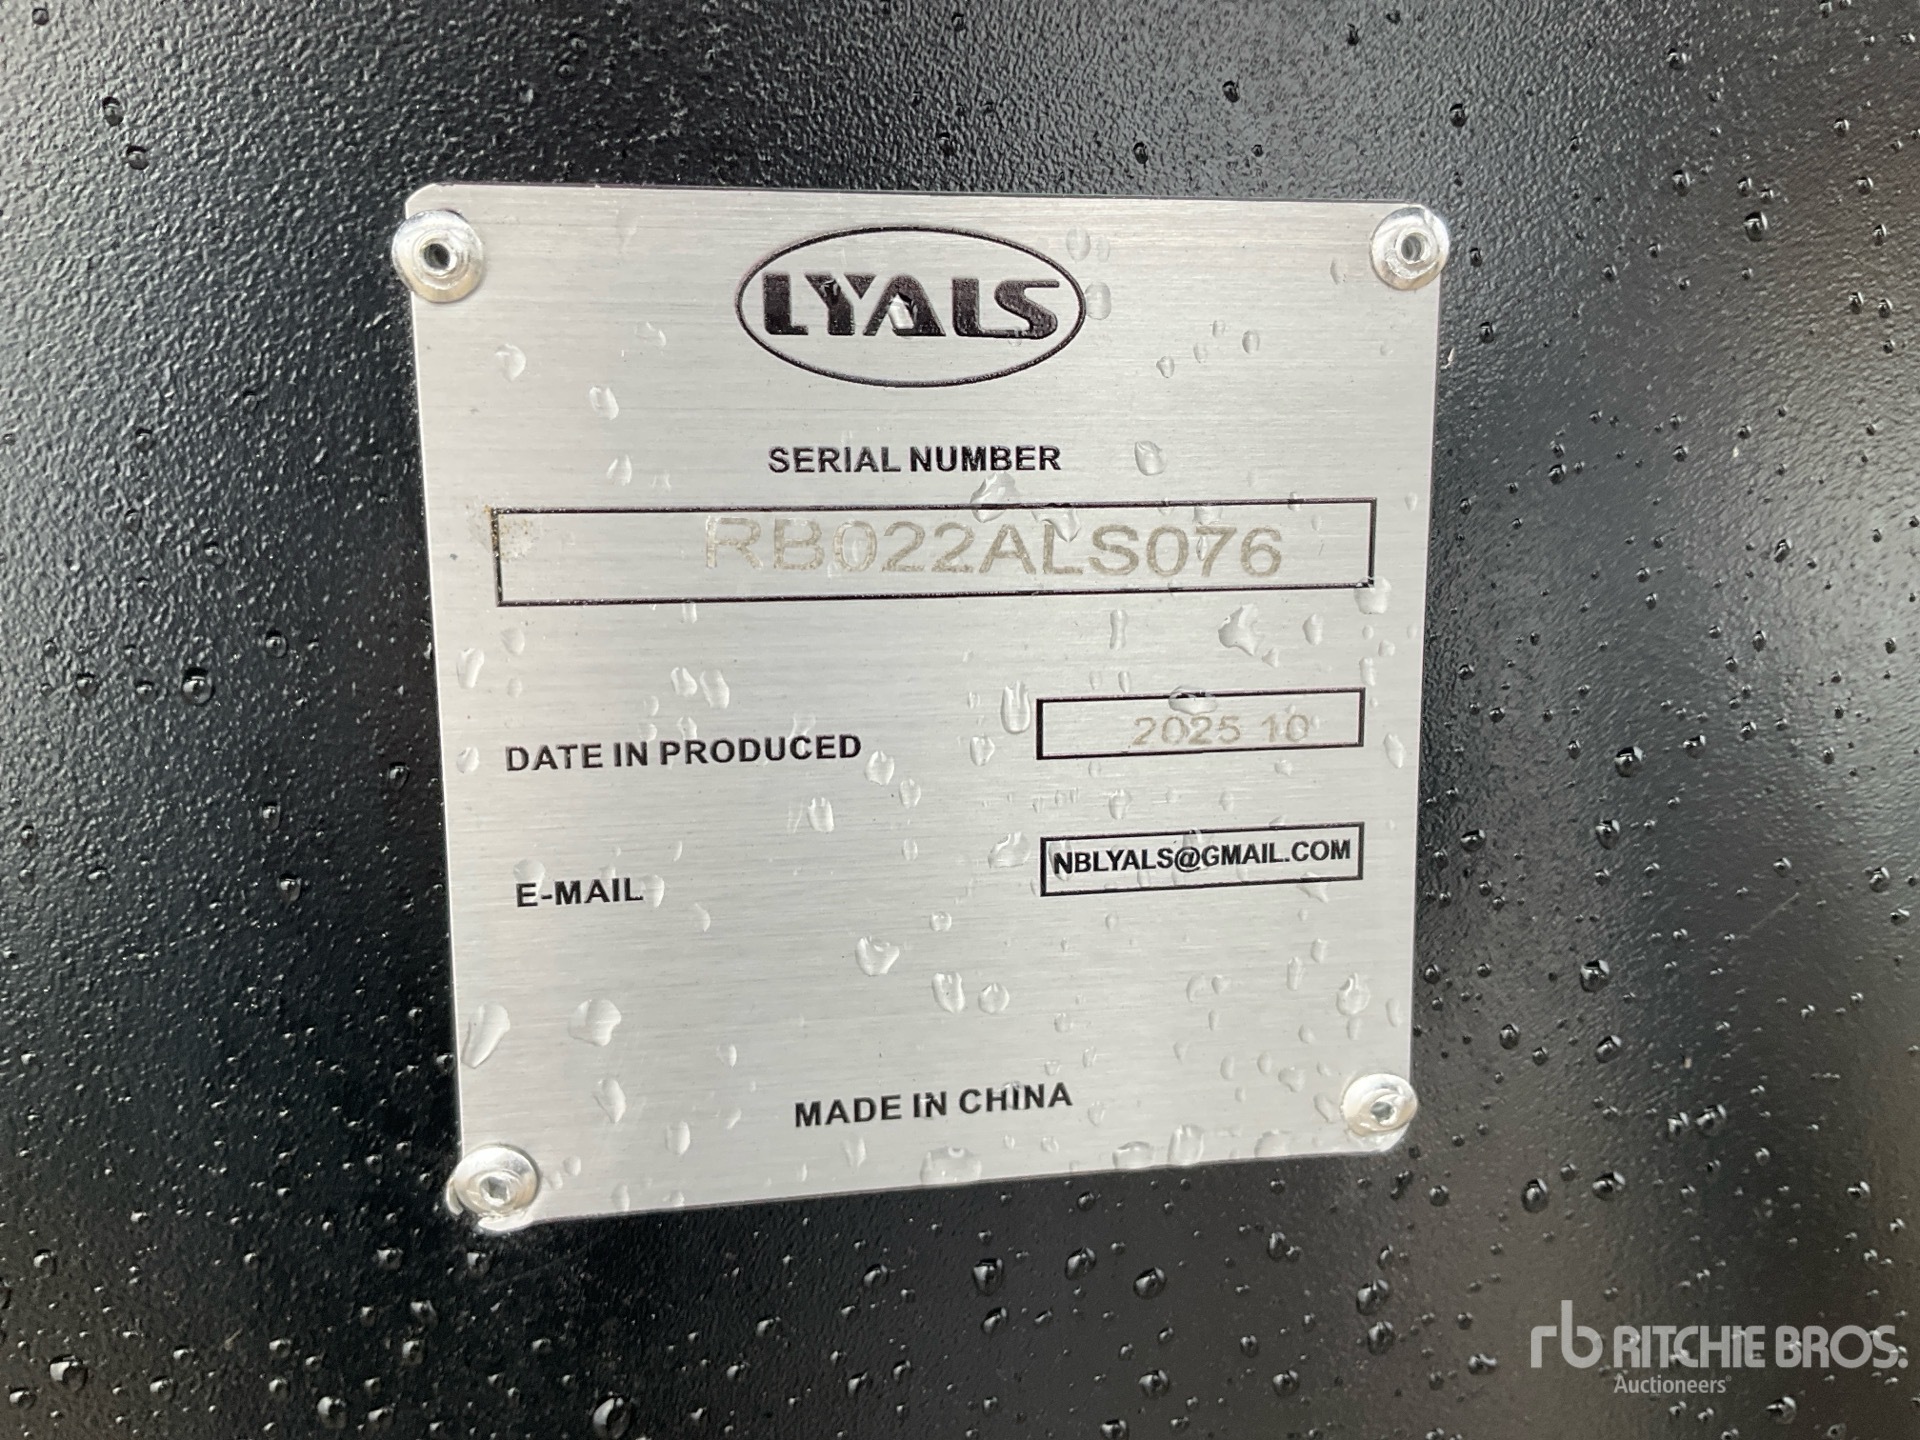 LYALS
SERIAL NUMBER
RB022ALS076
DATE IN PRODUCED 2025 10
E-MAIL NBLYALS@GMAIL.COM
MADE IN CHINA
rb RITCHIE BROS.
Auctioneers